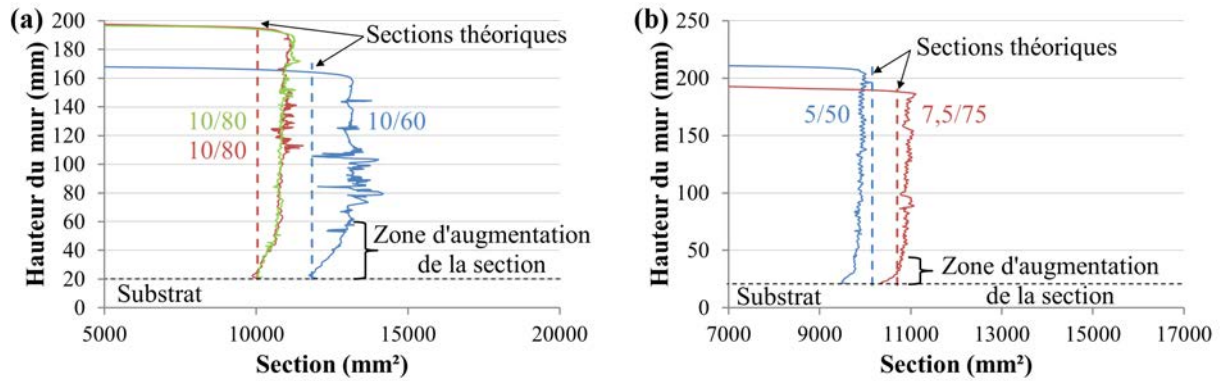 (a)
Hauteur du mur (mm)
200
180
160
140
120
100
80
60
40
20
0
Sections théoriques
10/80
10/80
10/60
Zone d'augmentation
de la section
Substrat
5000
10000
15000
20000
Section (mm²)
(b)
Hauteur du mur (mm)
250
200
150
100
50
0
Sections théoriques
5/50
7,5/75
Zone d'augmentation
de la section
Substrat
7000
9000
11000
13000
15000
17000
Section (mm²)